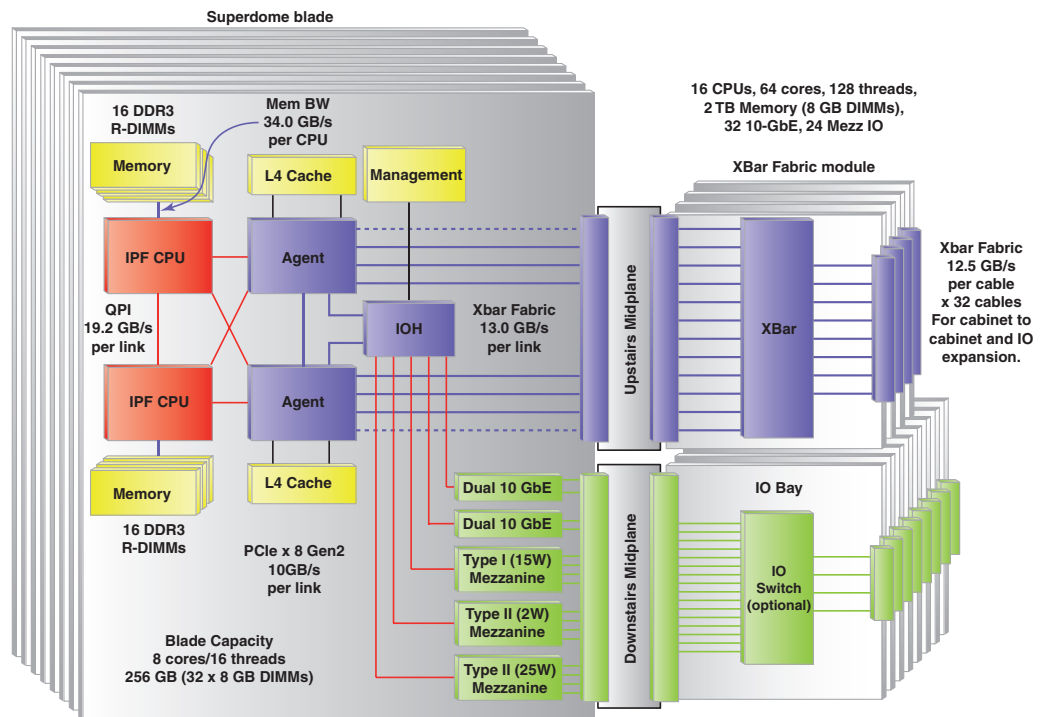 Superdome blade
16 DDR3
R-DIMMs
Mem BW
34.0 GB/s
per CPU
16 CPUs, 64 cores, 128 threads,
2 TB Memory (8 GB DIMMs),
32 10-GbE, 24 Mezz IO
Memory
L4 Cache
Management
XBar Fabric module
IPF CPU
Agent
QPI
19.2 GB/s
per link
IOH
Xbar Fabric
13.0 GB/s
per link
Upstairs Midplane
XBar
Xbar Fabric
12.5 GB/s
per cable
x 32 cables
For cabinet to
cabinet and IO
expansion.
IPF CPU
Agent
Memory
L4 Cache
16 DDR3
R-DIMMs
PCIe x 8 Gen2
10GB/s
per link
Dual 10 GbE
Dual 10 GbE
Type I (15W)
Mezzanine
Type II (2W)
Mezzanine
Type II (25W)
Mezzanine
Downstairs Midplane
IO Bay
IO
Switch
(optional)
Blade Capacity
8 cores/16 threads
256 GB (32 x 8 GB DIMMs)